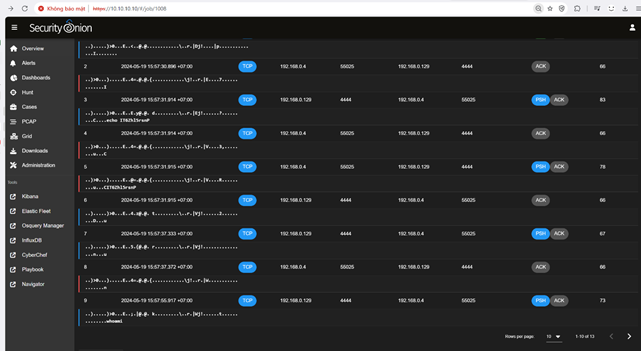 Không bảo mật https://10.10.10.10/#/job/1008
Security Onion
Overview
Alerts
Dashboards
Hunt
Cases
PCAP
Grid
Downloads
Administration
Tools
Kibana
Elastic Fleet
Osquery Manager
InfluxDB
CyberChef
Playbook
Navigator
2 2024-05-19 15:57:30.896 +07:00 TCP 192.168.0.4 55025 192.168.0.129 4444 ACK 66
3 2024-05-19 15:57:31.914 +07:00 TCP 192.168.0.129 4444 192.168.0.4 55025 PSH ACK 83
4 2024-05-19 15:57:31.914 +07:00 TCP 192.168.0.4 55025 192.168.0.129 4444 ACK 66
5 2024-05-19 15:57:31.915 +07:00 TCP 192.168.0.4 55025 192.168.0.129 4444 PSH ACK 78
6 2024-05-19 15:57:31.915 +07:00 TCP 192.168.0.129 4444 192.168.0.4 55025 ACK 66
7 2024-05-19 15:57:37.333 +07:00 TCP 192.168.0.129 4444 192.168.0.4 55025 PSH ACK 67
8 2024-05-19 15:57:37.372 +07:00 TCP 192.168.0.4 55025 192.168.0.129 4444 ACK 66
9 2024-05-19 15:57:55.917 +07:00 TCP 192.168.0.129 4444 192.168.0.4 55025 PSH ACK 73
.........whoami
Rows per page: 10 1-10 of 13